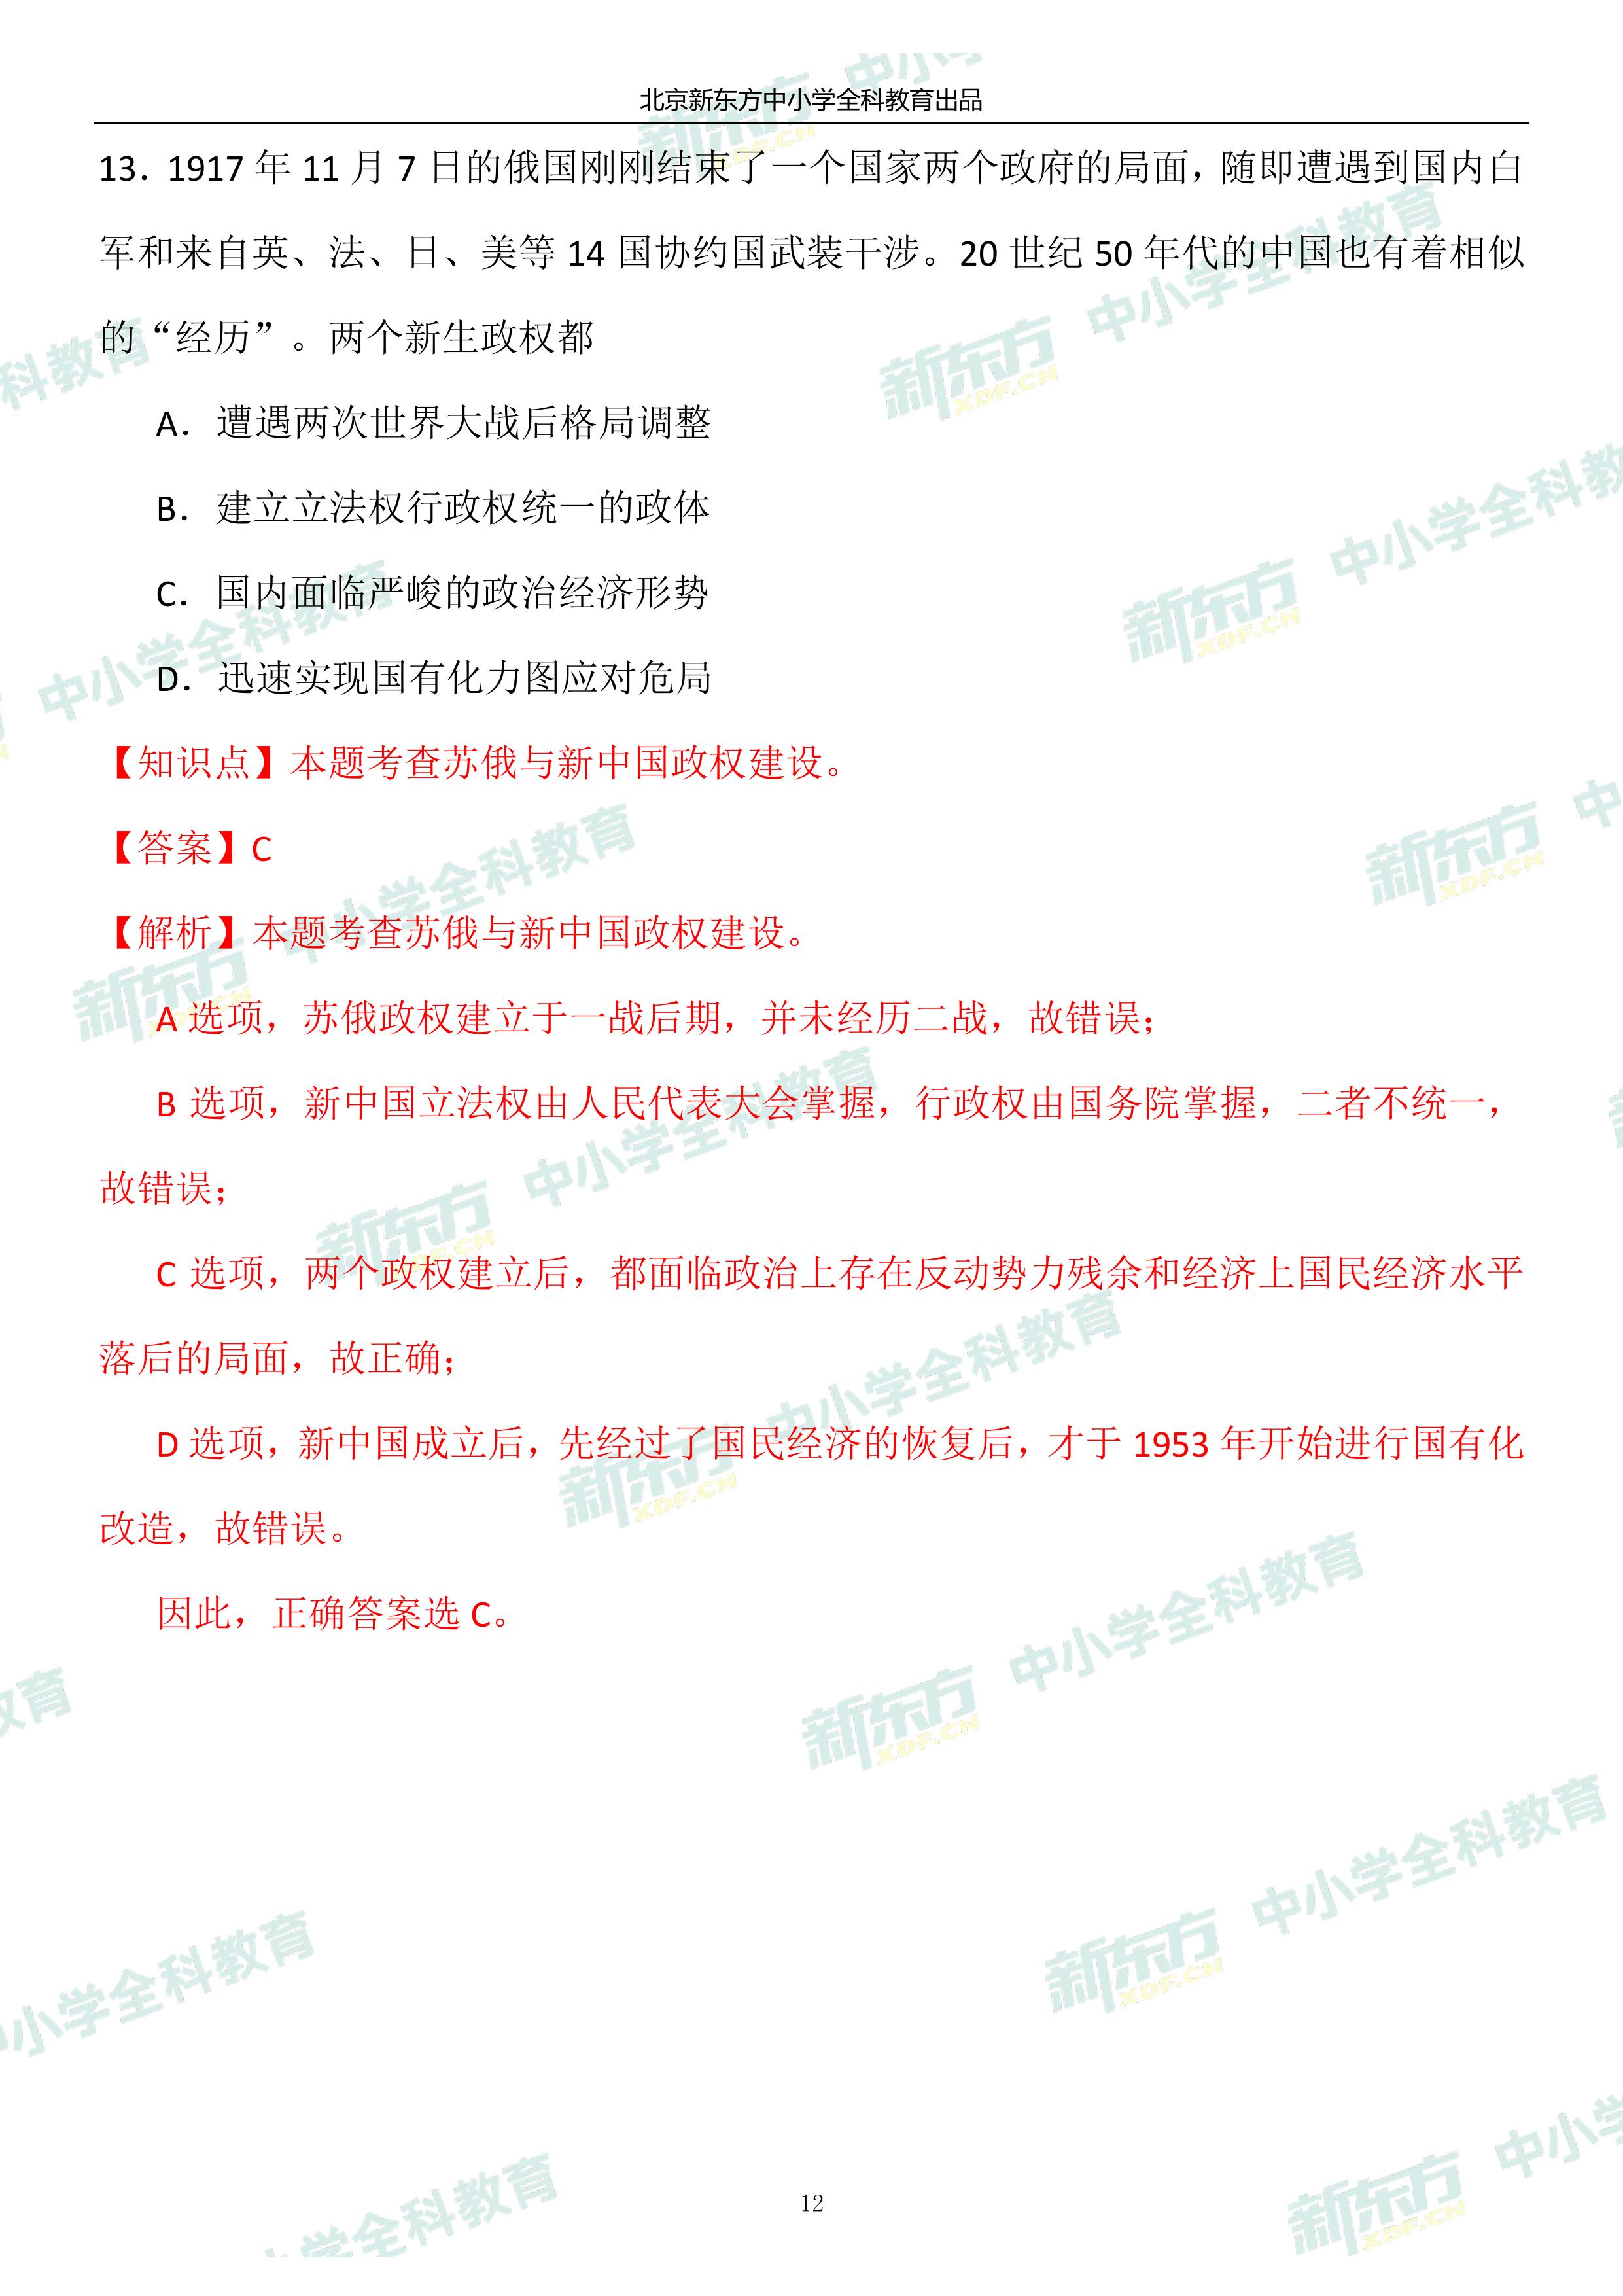 北京新东方中小学全科教育出品
13．1917 年 11 月 7 日的俄国刚刚结束了一个国家两个政府的局面，随即遭遇到国内白
军和来自英、法、日、美等 14 国协约国武装干涉。20 世纪 50 年代的中国也有着相似
的“经历”。两个新生政权都
A．遭遇两次世界大战后格局调整
B．建立立法权行政权统一的政体
C．国内面临严峻的政治经济形势
D．迅速实现国有化力图应对危局
【知识点】本题考查苏俄与新中国政权建设。
【答案】C
【解析】本题考查苏俄与新中国政权建设。
A 选项，苏俄政权建立于一战后期，并未经历二战，故错误；
B 选项，新中国立法权由人民代表大会掌握，行政权由国务院掌握，二者不统一，
故错误；
C 选项，两个政权建立后，都面临政治上存在反动势力残余和经济上国民经济水平
落后的局面，故正确；
D 选项，新中国成立后，先经过了国民经济的恢复后，才于 1953 年开始进行国有化
改造，故错误。
因此，正确答案选 C。
12